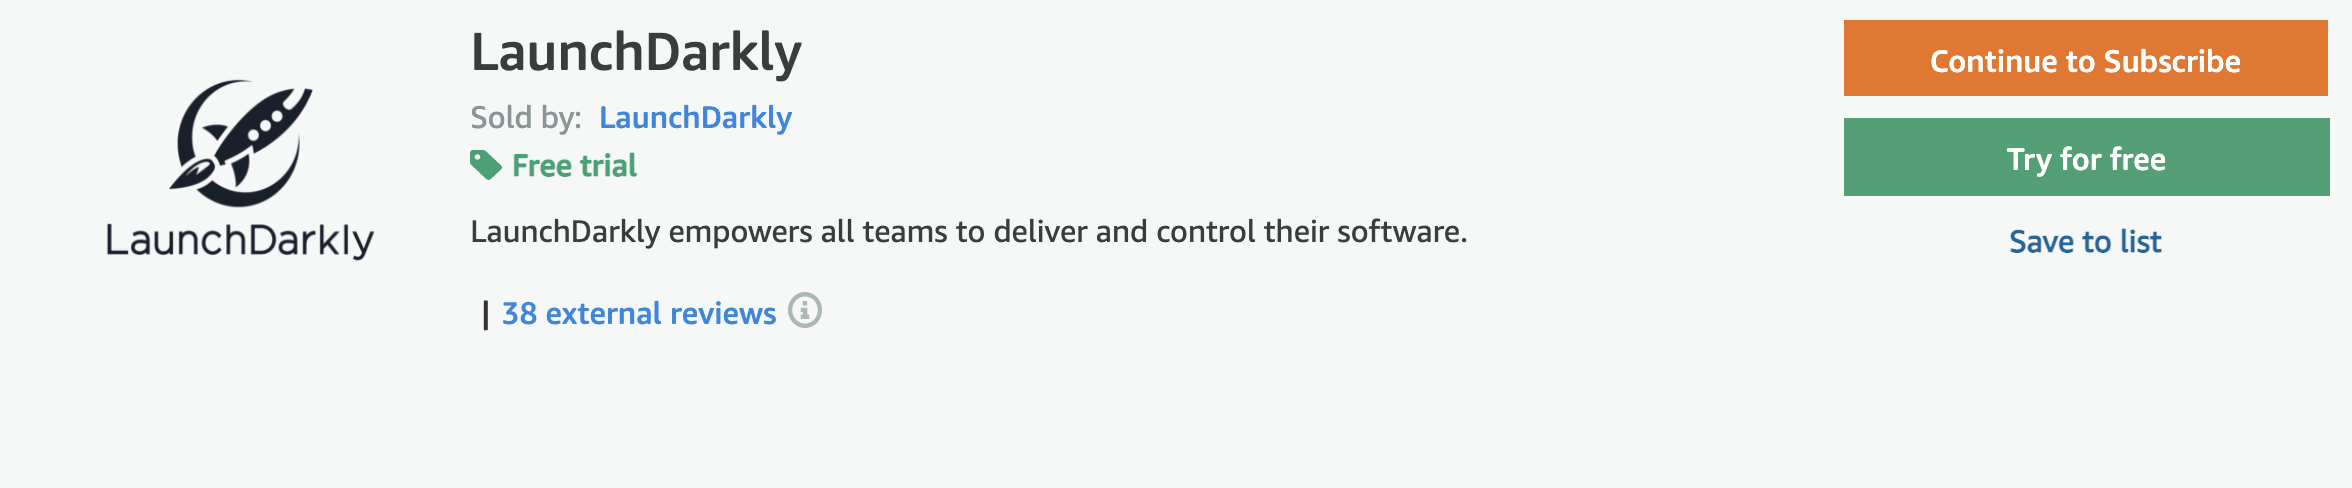 LaunchDarkly
LaunchDarkly
Sold by: LaunchDarkly
Free trial
LaunchDarkly empowers all teams to deliver and control their software.
| 38 external reviews
Continue to Subscribe
Try for free
Save to list